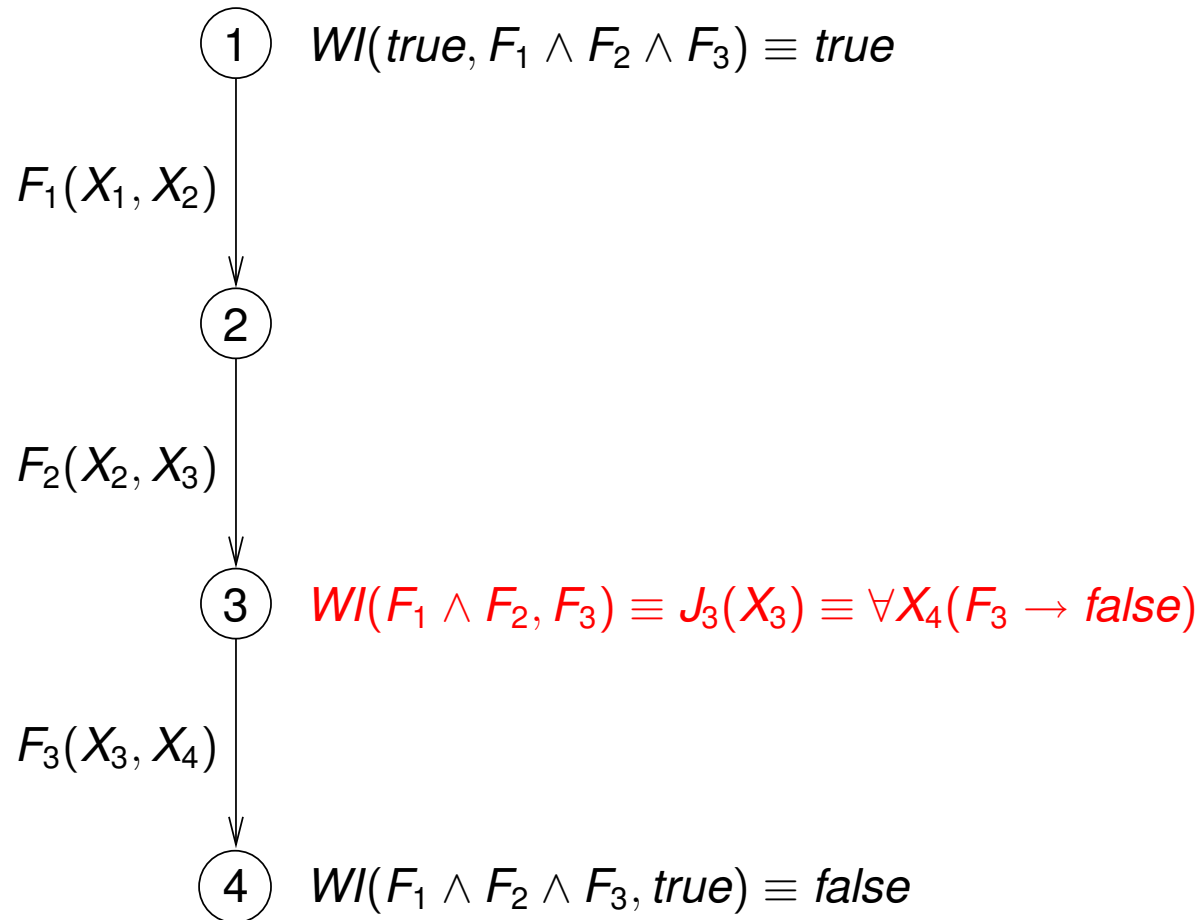 1 WI(true, F₁ ∧ F₂ ∧ F₃) ≡ true
F₁(X₁, X₂)
2
F₂(X₂, X₃)
3 WI(F₁ ∧ F₂, F₃) ≡ J₃(X₃) ≡ ∀X₄(F₃ → false)
F₃(X₃, X₄)
4 WI(F₁ ∧ F₂ ∧ F₃, true) ≡ false